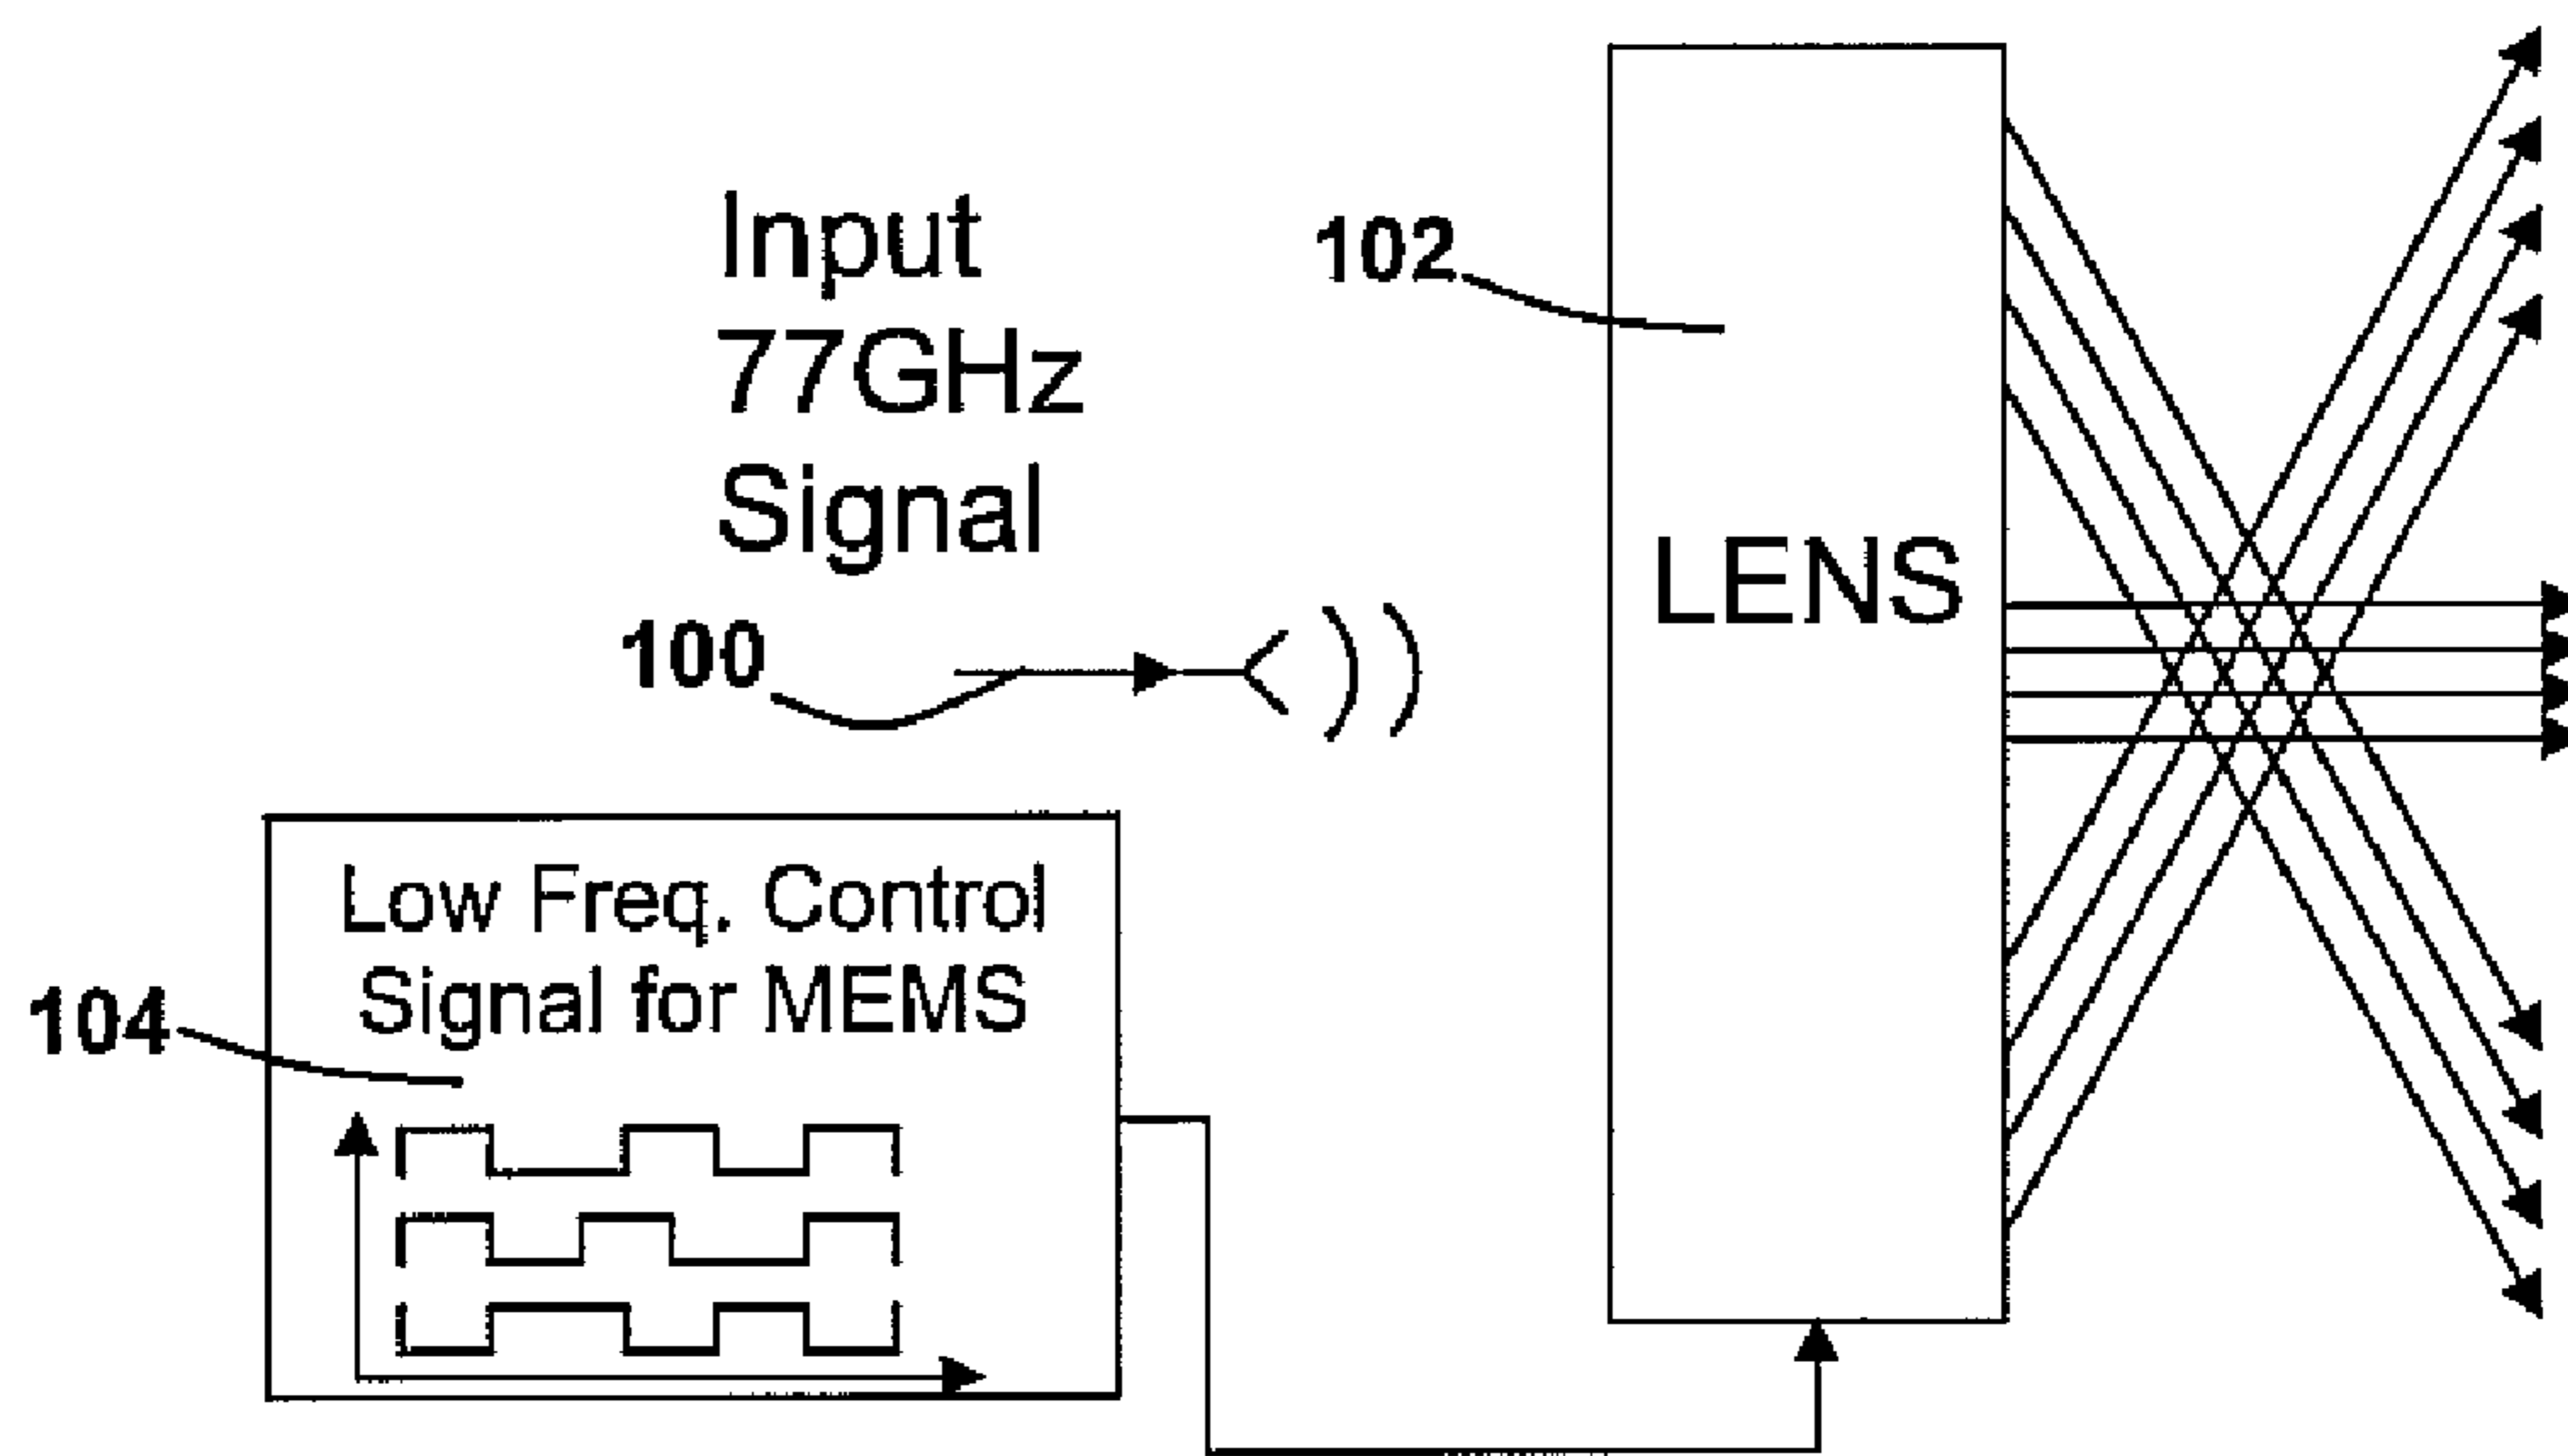 Input
77GHz
Signal
100
102
LENS
Low Freq. Control
Signal for MEMS
104